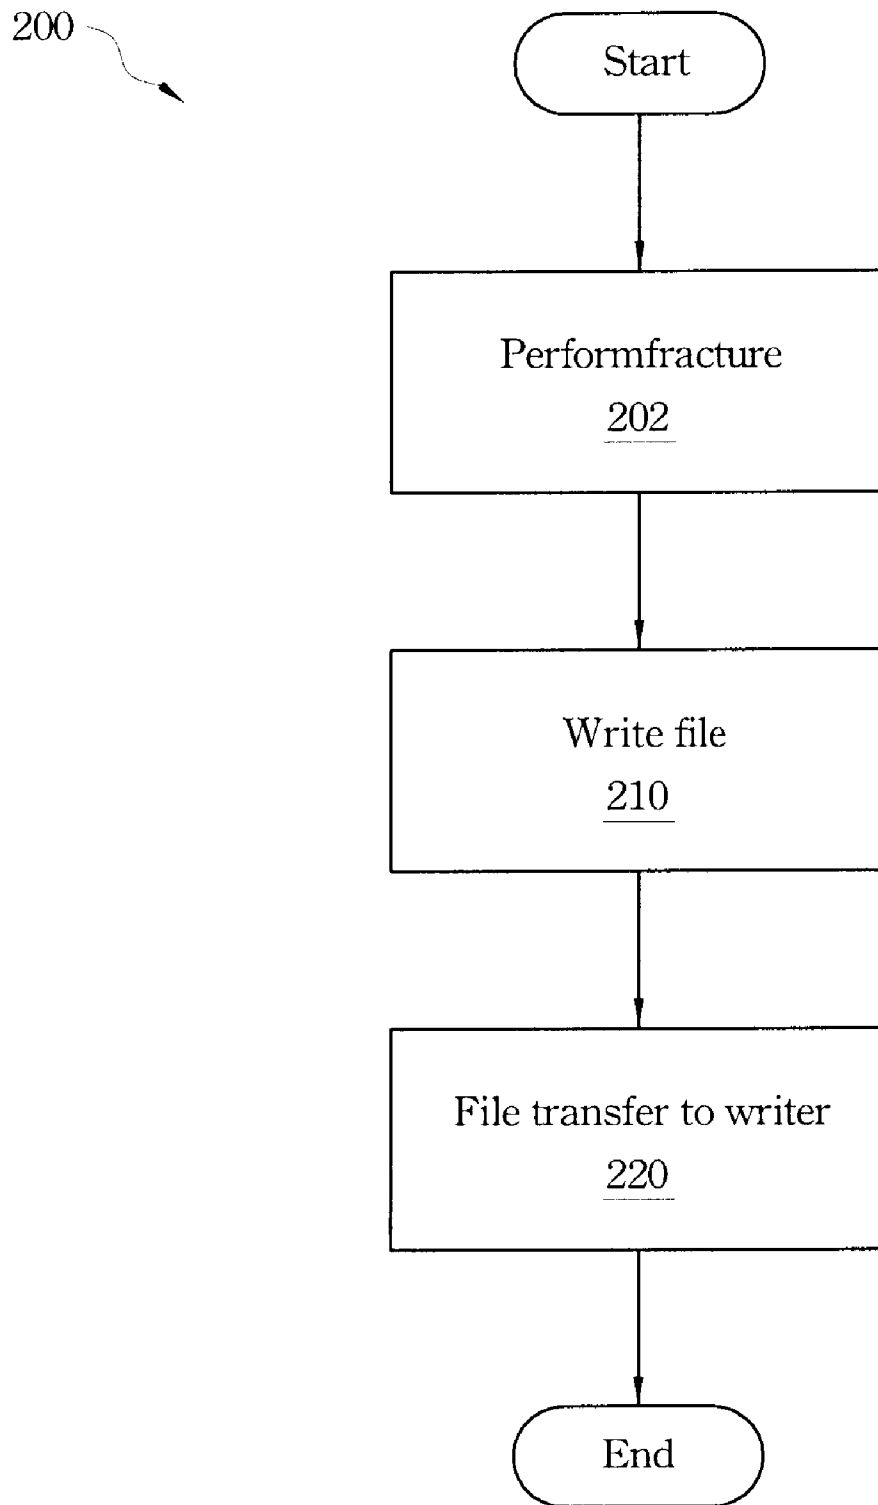 200
Start
Performfracture
202
Write file
210
File transfer to writer
220
End